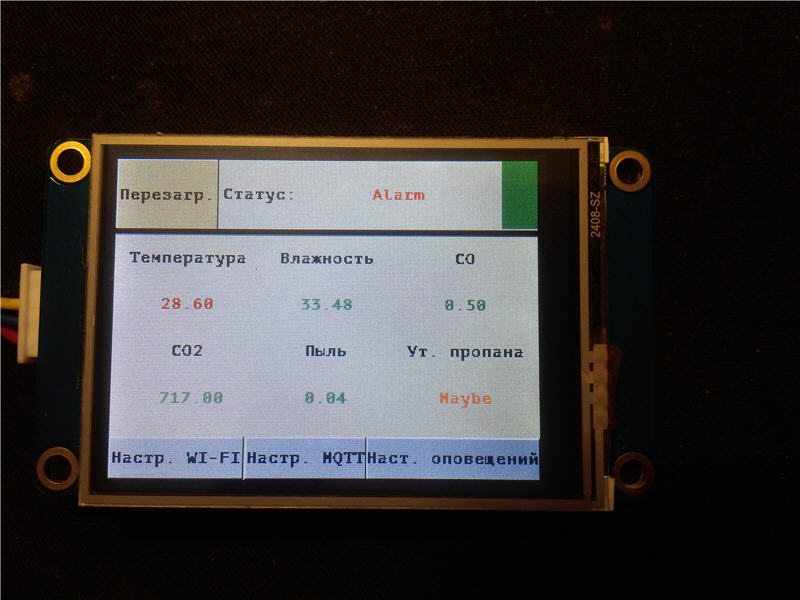 Перезагр. Статус: Alarm
Температура Влажность CO
28.60 33.48 0.50
CO2 Пыль Ут. пропана
717.00 0.04 Maybe
Настр. WI-FI Настр. MQTT Наст. оповещений
2408-SZ